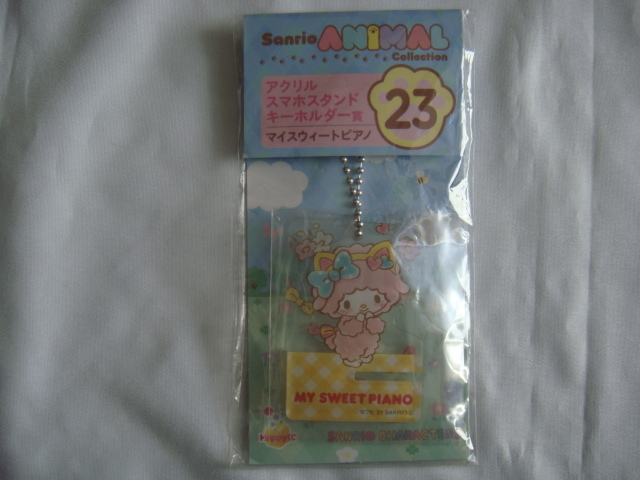 Sanrio ANIMAL
Collection
アクリル
スマホスタンド
キーホルダー賞
マイスウィートピアノ
23
MY SWEET PIANO
SANRIO CHARACTER